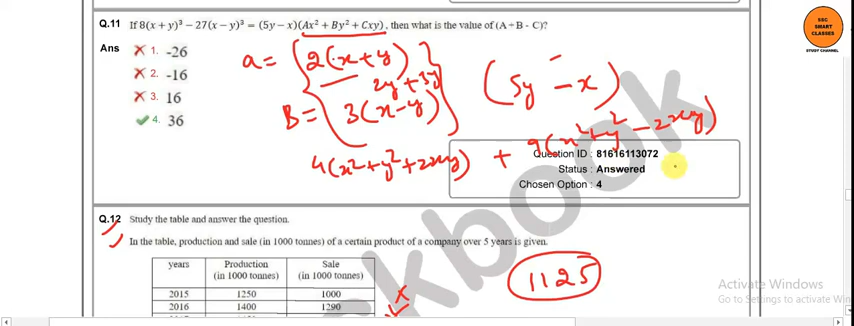 Q.11 If 8(x + y)³ − 27(x − y)³ = (5y − x)(Ax² + By² + Cxy), then what is the value of (A + B - C)?
Ans 1. -26
2. -16
3. 16
4. 36
a = 2(x + y)
2y + 3y
B = 3(x - y)
(5y - x)
4(x² + y² + 2xy) + 9(x² + y² - 2xy)
Question ID : 81616113072
Status : Answered
Chosen Option : 4
SSC
SMART
CLASSES
STUDY CHANNEL
Q.12 Study the table and answer the question.
In the table, production and sale (in 1000 tonnes) of a certain product of a company over 5 years is given.
years Production (in 1000 tonnes) Sale (in 1000 tonnes)
2015 1250 1000
2016 1400 1290
1125
x
Activate Windows
Go to Settings to activate Windows